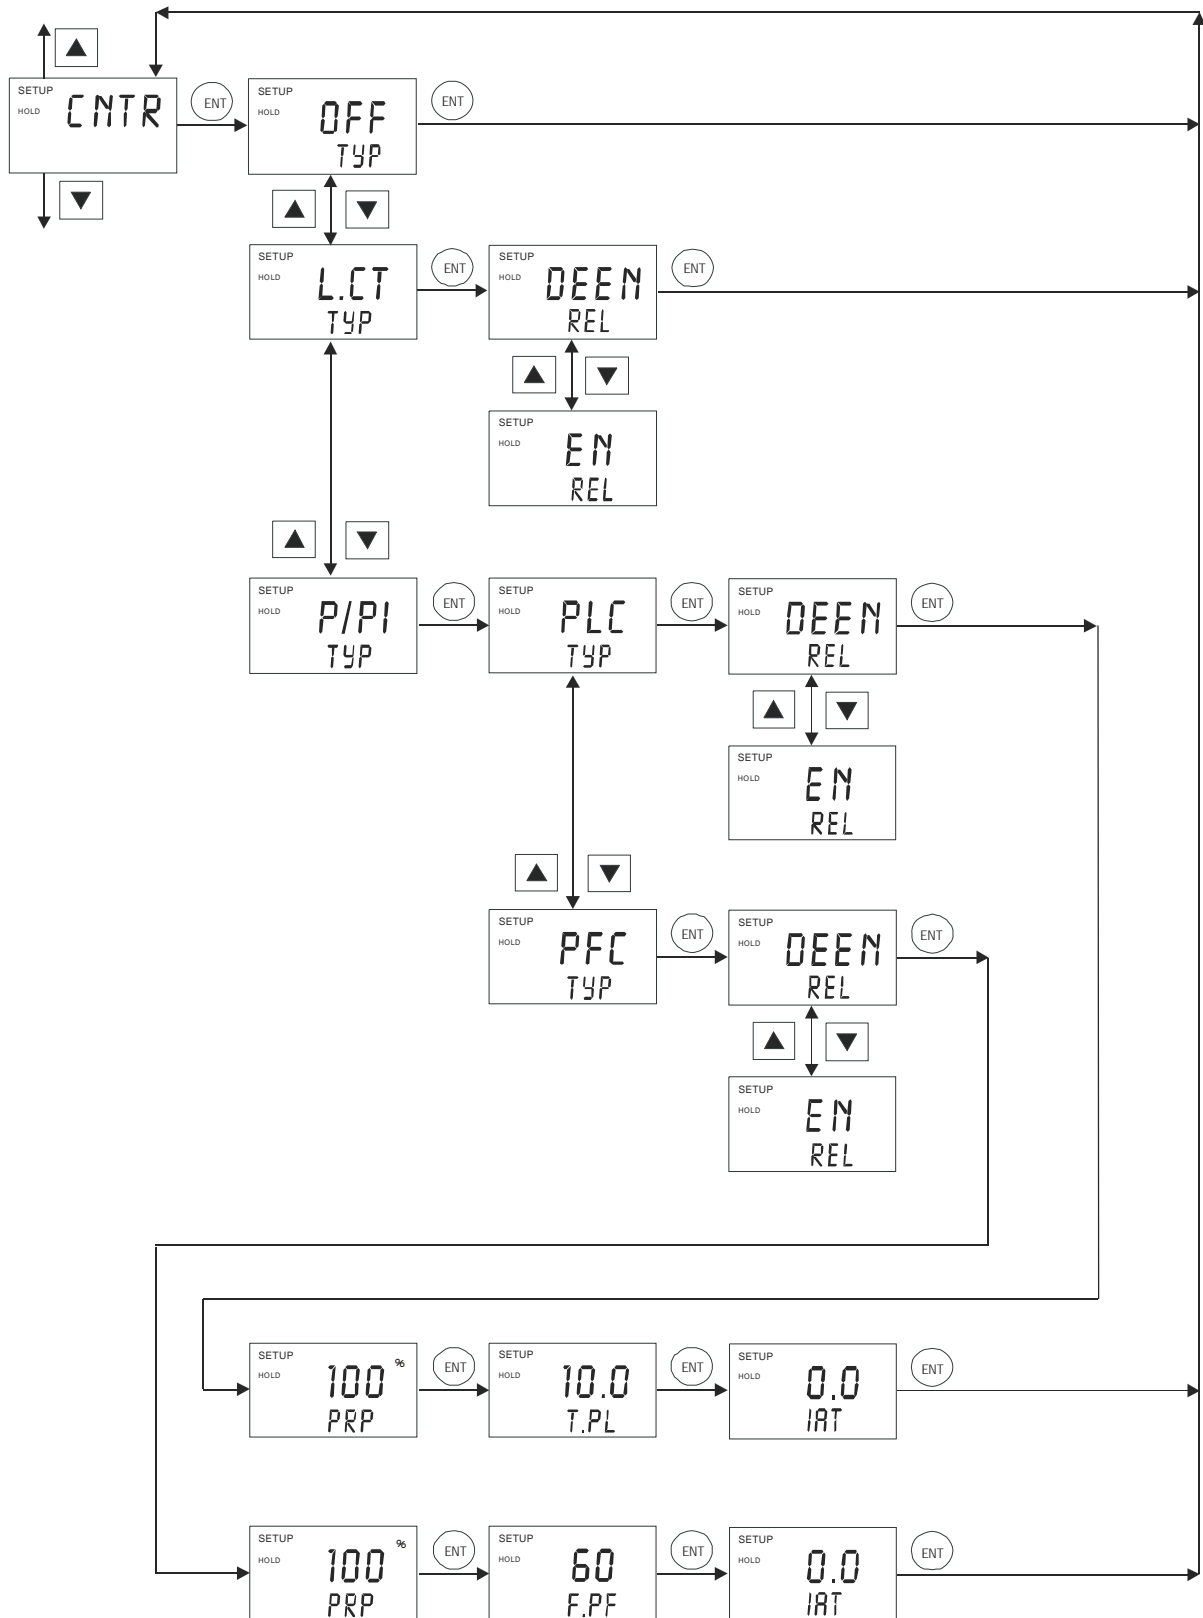 SETUP
HOLD
CNTR
ENT
SETUP
HOLD
OFF
TYP
ENT
SETUP
HOLD
L.CT
TYP
ENT
SETUP
HOLD
DEEN
REL
ENT
SETUP
HOLD
EN
REL
SETUP
HOLD
P/PI
TYP
ENT
SETUP
HOLD
PLC
TYP
ENT
SETUP
HOLD
DEEN
REL
ENT
SETUP
HOLD
EN
REL
SETUP
HOLD
PFC
TYP
ENT
SETUP
HOLD
DEEN
REL
ENT
SETUP
HOLD
EN
REL
SETUP
HOLD
100 %
PRP
ENT
SETUP
HOLD
10.0
T.PL
ENT
SETUP
HOLD
0.0
IAT
ENT
SETUP
HOLD
100 %
PRP
ENT
SETUP
HOLD
60
F.PF
ENT
SETUP
HOLD
0.0
IAT
ENT